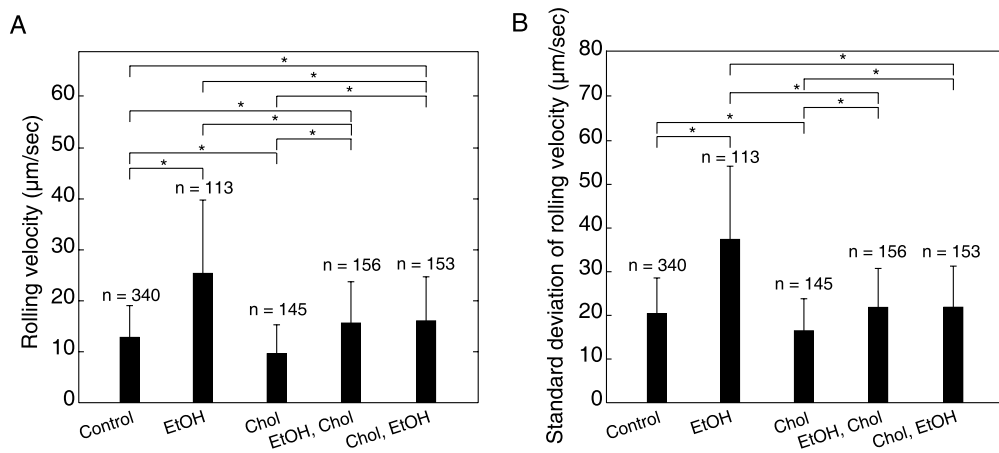 A
Rolling velocity (μm/sec)
60
50
40
30
20
10
0
*
*
*
*
*
*
*
*
n = 113
n = 340
n = 145
n = 156
n = 153
Control
EtOH
Chol
EtOH, Chol
Chol, EtOH
B
Standard deviation of rolling velocity (μm/sec)
80
70
60
50
40
30
20
10
0
*
*
*
*
*
*
n = 113
n = 340
n = 145
n = 156
n = 153
Control
EtOH
Chol
EtOH, Chol
Chol, EtOH